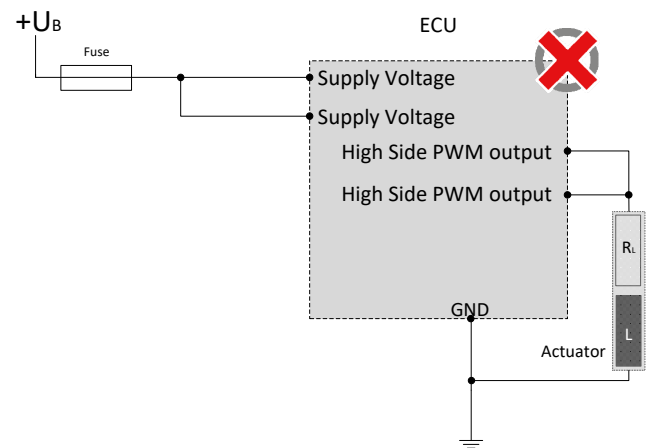 +UB
ECU
Fuse
Supply Voltage
Supply Voltage
High Side PWM output
High Side PWM output
RL
GND
L
Actuator